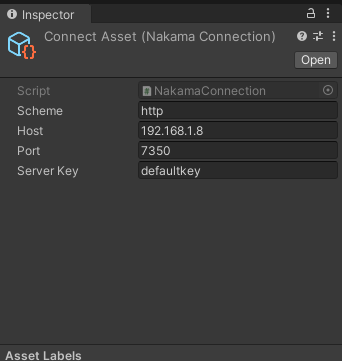 Inspector
Connect Asset (Nakama Connection)
Open
Script NakamaConnection
Scheme http
Host 192.168.1.8
Port 7350
Server Key defaultkey
Asset Labels